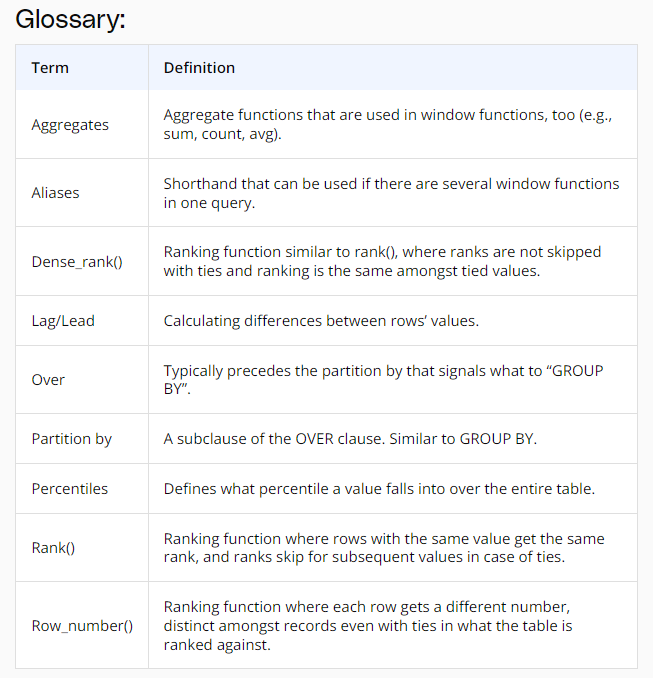 Glossary:
Term
Definition
Aggregates
Aggregate functions that are used in window functions, too (e.g.,
sum, count, avg).
Aliases
Shorthand that can be used if there are several window functions
in one query.
Dense_rank()
Ranking function similar to rank(), where ranks are not skipped
with ties and ranking is the same amongst tied values.
Lag/Lead
Calculating differences between rows’ values.
Over
Typically precedes the partition by that signals what to “GROUP
BY”.
Partition by
A subclause of the OVER clause. Similar to GROUP BY.
Percentiles
Defines what percentile a value falls into over the entire table.
Rank()
Ranking function where rows with the same value get the same
rank, and ranks skip for subsequent values in case of ties.
Row_number()
Ranking function where each row gets a different number,
distinct amongst records even with ties in what the table is
ranked against.